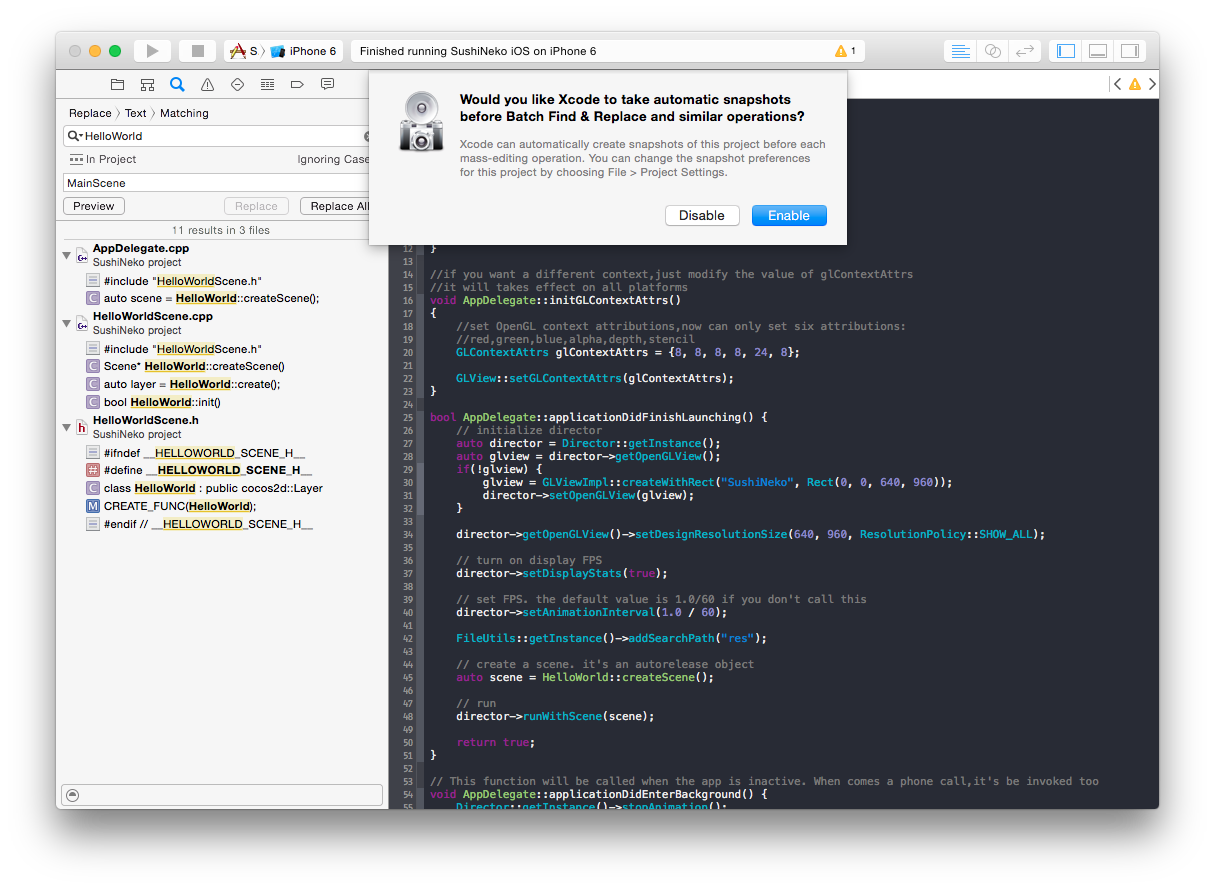 S 〉 iPhone 6
Finished running SushiNeko iOS on iPhone 6
1
Replace 〉 Text 〉 Matching
HelloWorld
In Project
Ignoring Case
MainScene
Preview
Replace
Replace All
11 results in 3 files
AppDelegate.cpp
SushiNeko project
#include "HelloWorldScene.h"
C auto scene = HelloWorld::createScene();
HelloWorldScene.cpp
SushiNeko project
#include "HelloWorldScene.h"
C Scene* HelloWorld::createScene()
C auto layer = HelloWorld::create();
C bool HelloWorld::init()
h HelloWorldScene.h
SushiNeko project
#ifndef __HELLOWORLD_SCENE_H__
# #define __HELLOWORLD_SCENE_H__
C class HelloWorld : public cocos2d::Layer
M CREATE_FUNC(HelloWorld);
#endif // __HELLOWORLD_SCENE_H__
Would you like Xcode to take automatic snapshots
before Batch Find & Replace and similar operations?
Xcode can automatically create snapshots of this project before each
mass-editing operation. You can change the snapshot preferences
for this project by choosing File > Project Settings.
Disable
Enable
12 }
13
14 //if you want a different context,just modify the value of glContextAttrs
15 //it will takes effect on all platforms
16 void AppDelegate::initGLContextAttrs()
17 {
18 //set OpenGL context attributions,now can only set six attributions:
19 //red,green,blue,alpha,depth,stencil
20 GLContextAttrs glContextAttrs = {8, 8, 8, 8, 24, 8};
21
22 GLView::setGLContextAttrs(glContextAttrs);
23 }
24
25 bool AppDelegate::applicationDidFinishLaunching() {
26 // initialize director
27 auto director = Director::getInstance();
28 auto glview = director->getOpenGLView();
29 if(!glview) {
30 glview = GLViewImpl::createWithRect("SushiNeko", Rect(0, 0, 640, 960));
31 director->setOpenGLView(glview);
32 }
33
34 director->getOpenGLView()->setDesignResolutionSize(640, 960, ResolutionPolicy::SHOW_ALL);
35
36 // turn on display FPS
37 director->setDisplayStats(true);
38
39 // set FPS. the default value is 1.0/60 if you don't call this
40 director->setAnimationInterval(1.0 / 60);
41
42 FileUtils::getInstance()->addSearchPath("res");
43
44 // create a scene. it's an autorelease object
45 auto scene = HelloWorld::createScene();
46
47 // run
48 director->runWithScene(scene);
49
50 return true;
51 }
52
53 // This function will be called when the app is inactive. When comes a phone call,it's be invoked too
54 void AppDelegate::applicationDidEnterBackground() {
55 Director::getInstance()->stopAnimation();